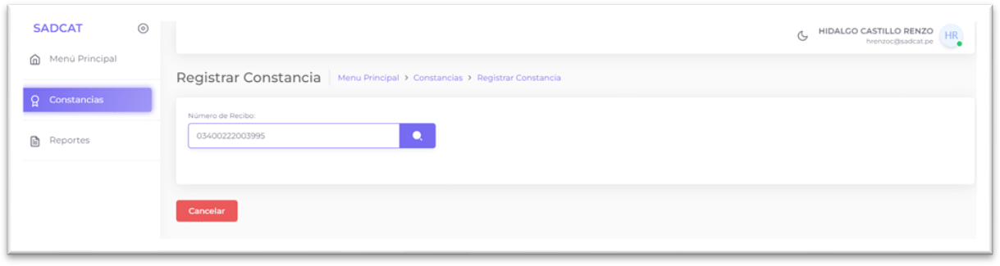 SADCAT
HIDALGO CASTILLO RENZO
hrenzoc@sadcat.pe
HR
Menú Principal
Registrar Constancia
Menu Principal > Constancias > Registrar Constancia
Constancias
Número de Recibo:
03400222003995
Reportes
Cancelar